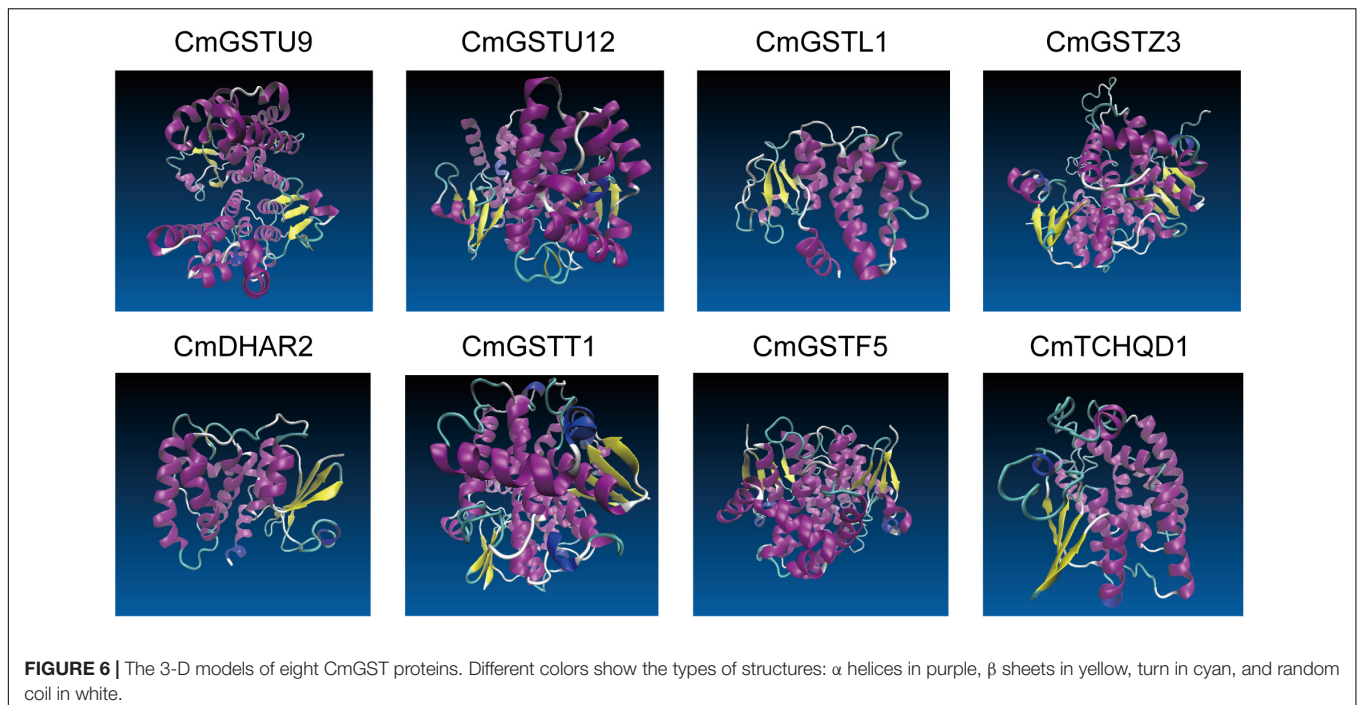 CmGSTU9 CmGSTU12 CmGSTL1 CmGSTZ3
CmDHAR2 CmGSTT1 CmGSTF5 CmTCHQD1
FIGURE 6 | The 3-D models of eight CmGST proteins. Different colors show the types of structures: α helices in purple, β sheets in yellow, turn in cyan, and random
coil in white.